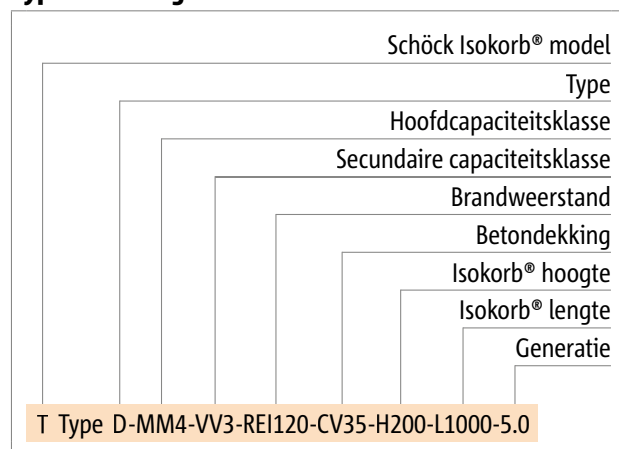 Schöck Isokorb® model
Type
Hoofdcapaciteitsklasse
Secundaire capaciteitsklasse
Brandweerstand
Betondekking
Isokorb® hoogte
Isokorb® lengte
Generatie
T Type D-MM4-VV3-REI120-CV35-H200-L1000-5.0